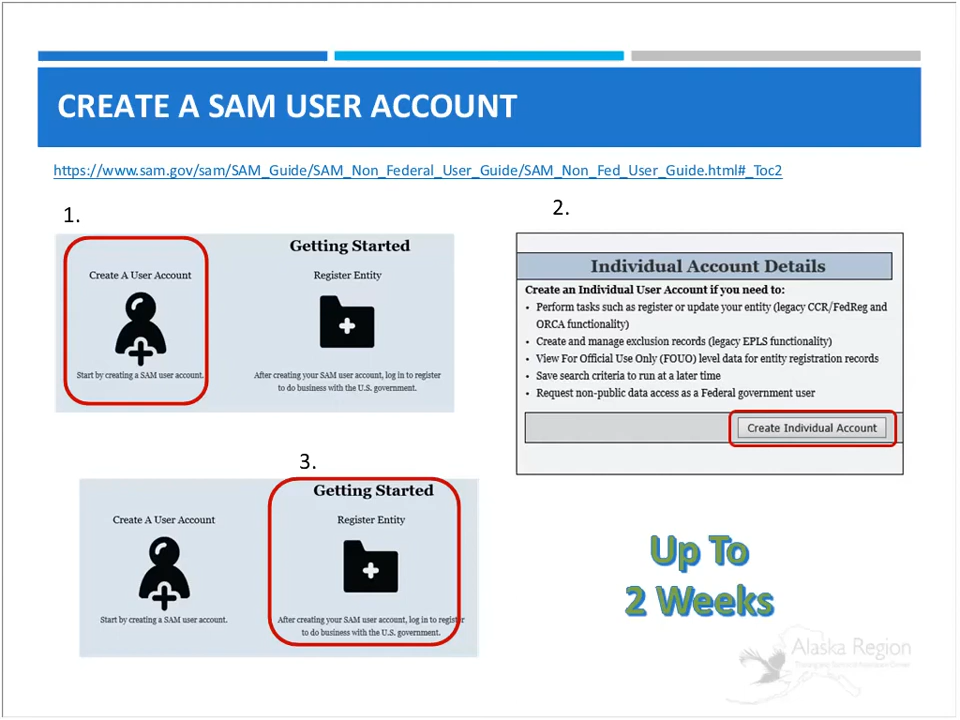 CREATE A SAM USER ACCOUNT
https://www.sam.gov/sam/SAM_Guide/SAM_Non_Federal_User_Guide/SAM_Non_Fed_User_Guide.html#_Toc2
1.
Getting Started
Create A User Account
Register Entity
Start by creating a SAM user account.
After creating your SAM user account, log in to register
to do business with the U.S. government.
2.
Individual Account Details
Create an Individual User Account if you need to:
• Perform tasks such as register or update your entity (legacy CCR/FedReg and
ORCA functionality)
• Create and manage exclusion records (legacy EPLS functionality)
• View For Official Use Only (FOUO) level data for entity registration records
• Save search criteria to run at a later time
• Request non-public data access as a Federal government user
Create Individual Account
3.
Getting Started
Create A User Account
Register Entity
Start by creating a SAM user account.
After creating your SAM user account, log in to register
to do business with the U.S. government.
Up To
2 Weeks
Alaska Region